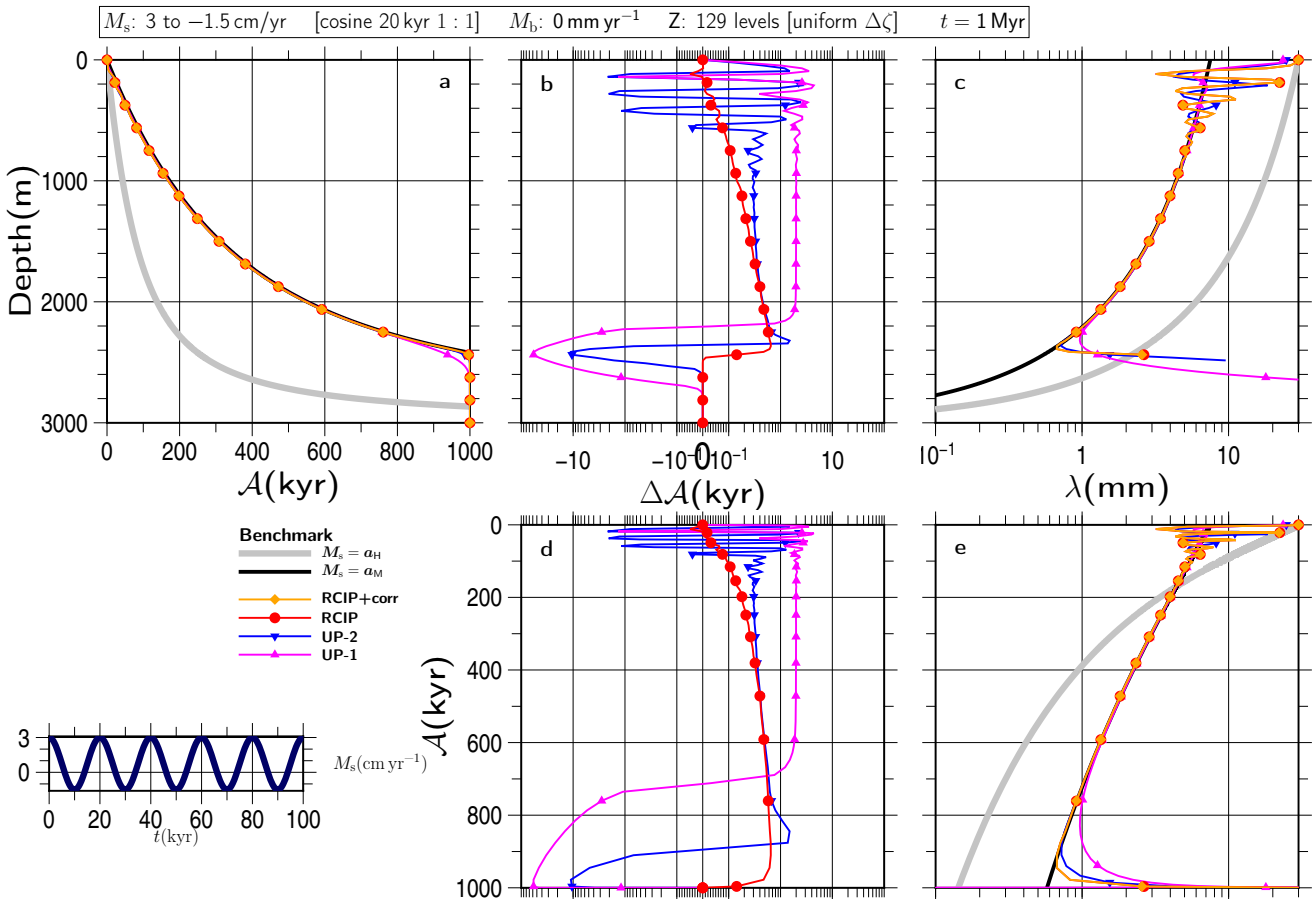 Mₛ: 3 to −1.5 cm/yr [cosine 20 kyr 1 : 1] M_b: 0 mm yr⁻¹ Z: 129 levels [uniform Δζ] t = 1 Myr
a
b
c
0
1000
2000
3000
Depth(m)
0 200 400 600 800 1000
𝒜(kyr)
−10 −10⁻¹ 0 10⁻¹ 10
Δ𝒜(kyr)
10⁻¹ 1 10
λ(mm)
Benchmark
Mₛ = a_H
Mₛ = a_M
RCIP+corr
RCIP
UP-2
UP-1
d
e
0
200
400
600
800
1000
𝒜(kyr)
3
0
0 20 40 60 80 100
t(kyr)
Mₛ(cm yr⁻¹)